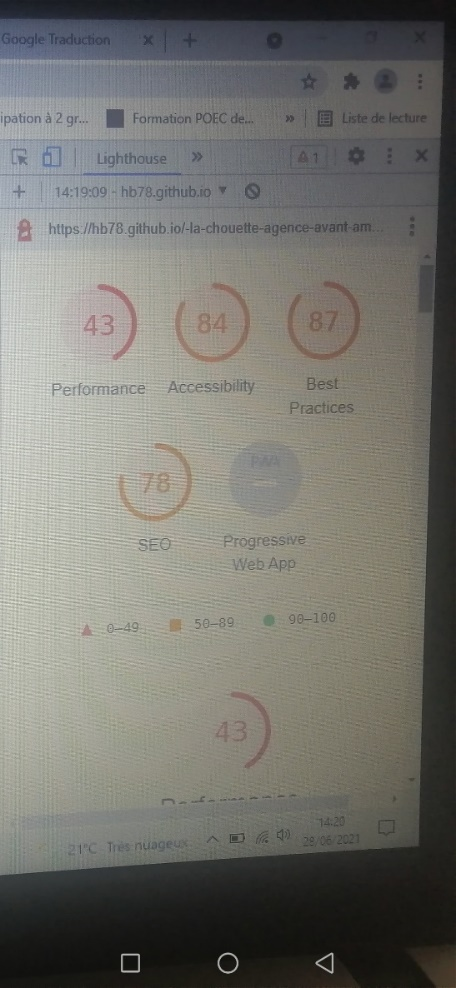 Google Traduction
ipation à 2 gr...
Formation POEC de...
»
Liste de lecture
Lighthouse
»
1
14:19:09 - hb78.github.io
https://hb78.github.io/-la-chouette-agence-avant-am...
43
84
87
Performance
Accessibility
Best
Practices
78
PWA
SEO
Progressive
Web App
0–49
50–89
90–100
43
Performance
21°C Très nuageux
14:20
28/06/2021